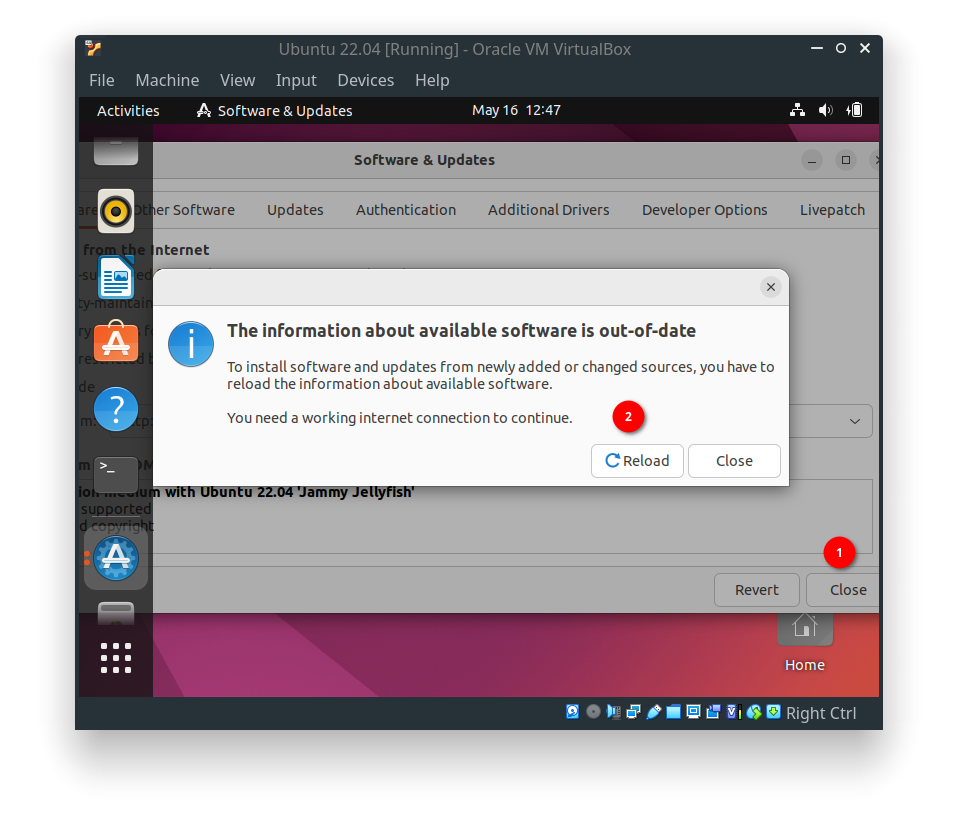 Ubuntu 22.04 [Running] - Oracle VM VirtualBox
File Machine View Input Devices Help
Activities Software & Updates May 16 12:47
Software & Updates
Other Software Updates Authentication Additional Drivers Developer Options Livepatch
from the Internet
The information about available software is out-of-date
To install software and updates from newly added or changed sources, you have to
reload the information about available software.
You need a working internet connection to continue.
2
Reload Close
ion medium with Ubuntu 22.04 'Jammy Jellyfish'
supported
d copyright
1
Revert Close
Home
Right Ctrl